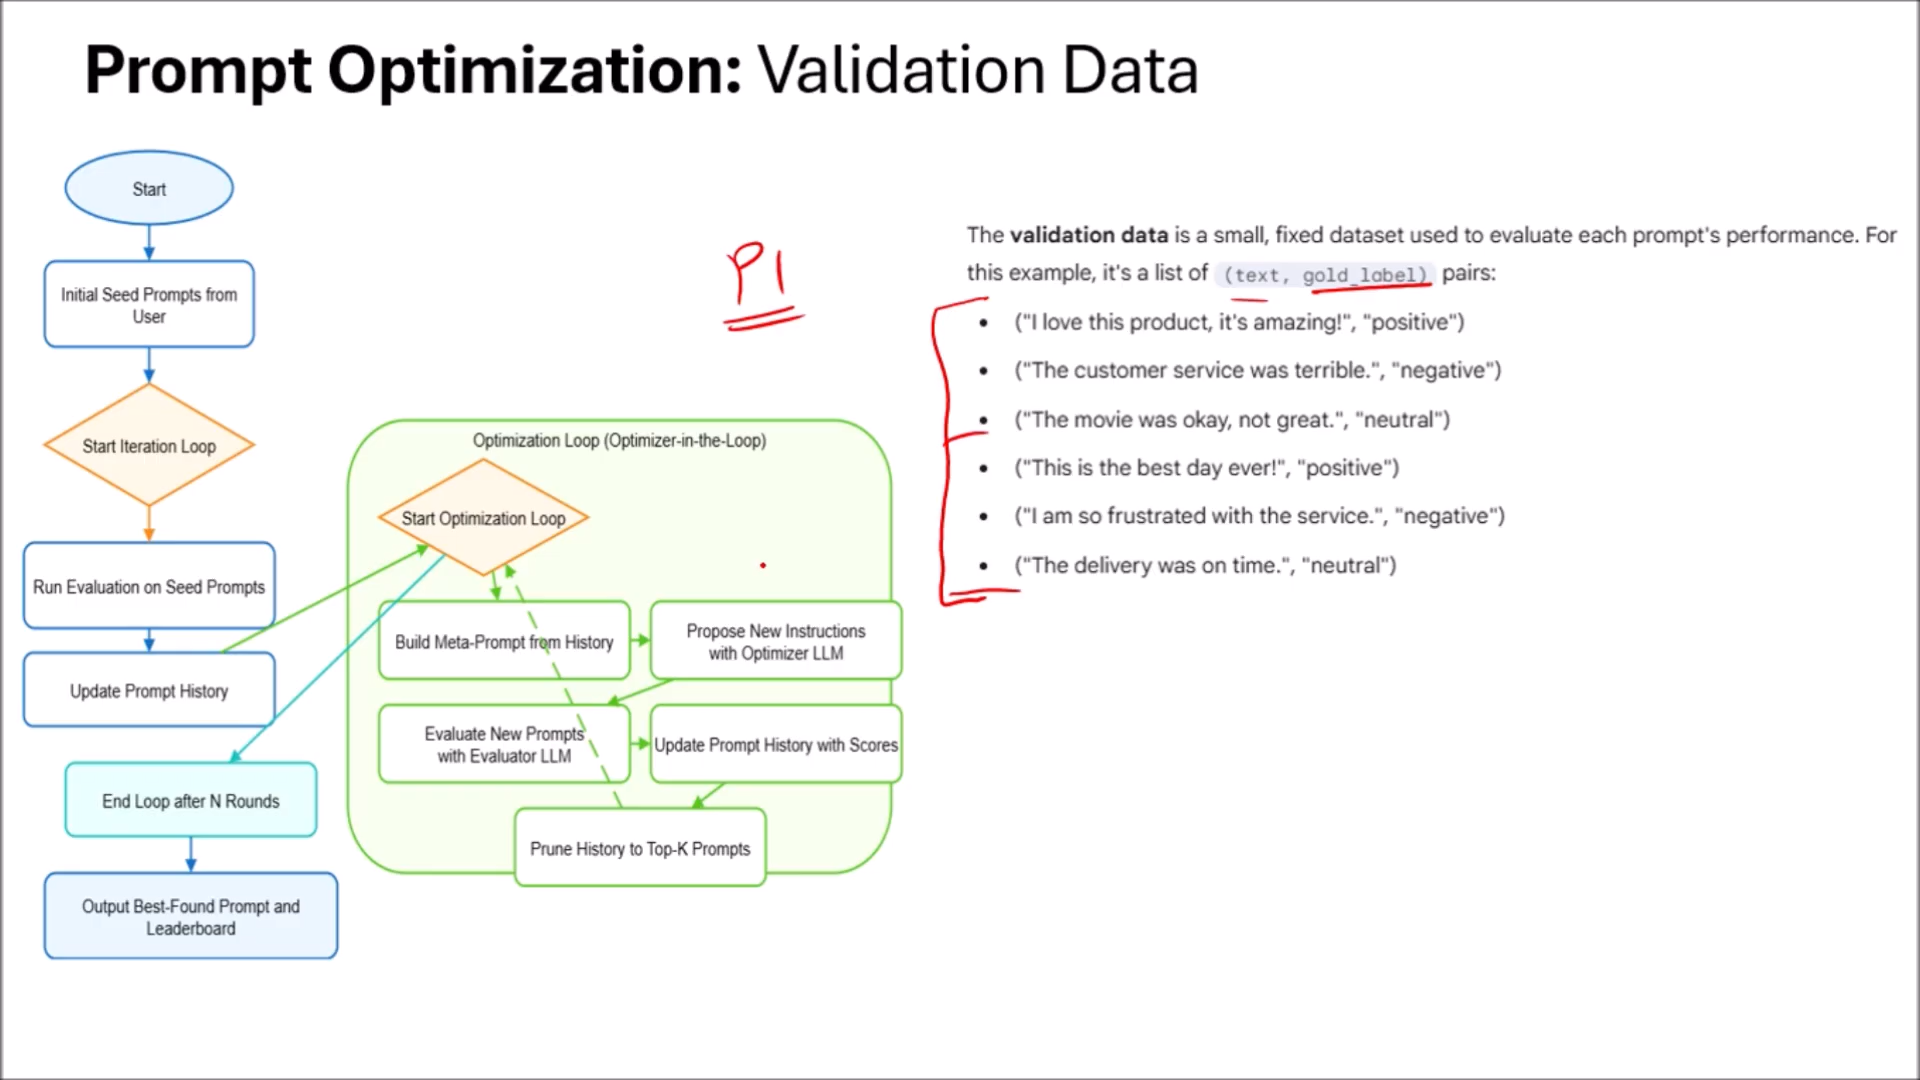 Prompt Optimization: Validation Data
Start
Initial Seed Prompts from
User
Start Iteration Loop
Run Evaluation on Seed Prompts
Update Prompt History
End Loop after N Rounds
Output Best-Found Prompt and
Leaderboard
Optimization Loop (Optimizer-in-the-Loop)
Start Optimization Loop
Build Meta-Prompt from History
Propose New Instructions
with Optimizer LLM
Evaluate New Prompts
with Evaluator LLM
Update Prompt History with Scores
Prune History to Top-K Prompts
P1
The validation data is a small, fixed dataset used to evaluate each prompt's performance. For
this example, it's a list of (text, gold_label) pairs:
• ("I love this product, it's amazing!", "positive")
• ("The customer service was terrible.", "negative")
• ("The movie was okay, not great.", "neutral")
• ("This is the best day ever!", "positive")
• ("I am so frustrated with the service.", "negative")
• ("The delivery was on time.", "neutral")